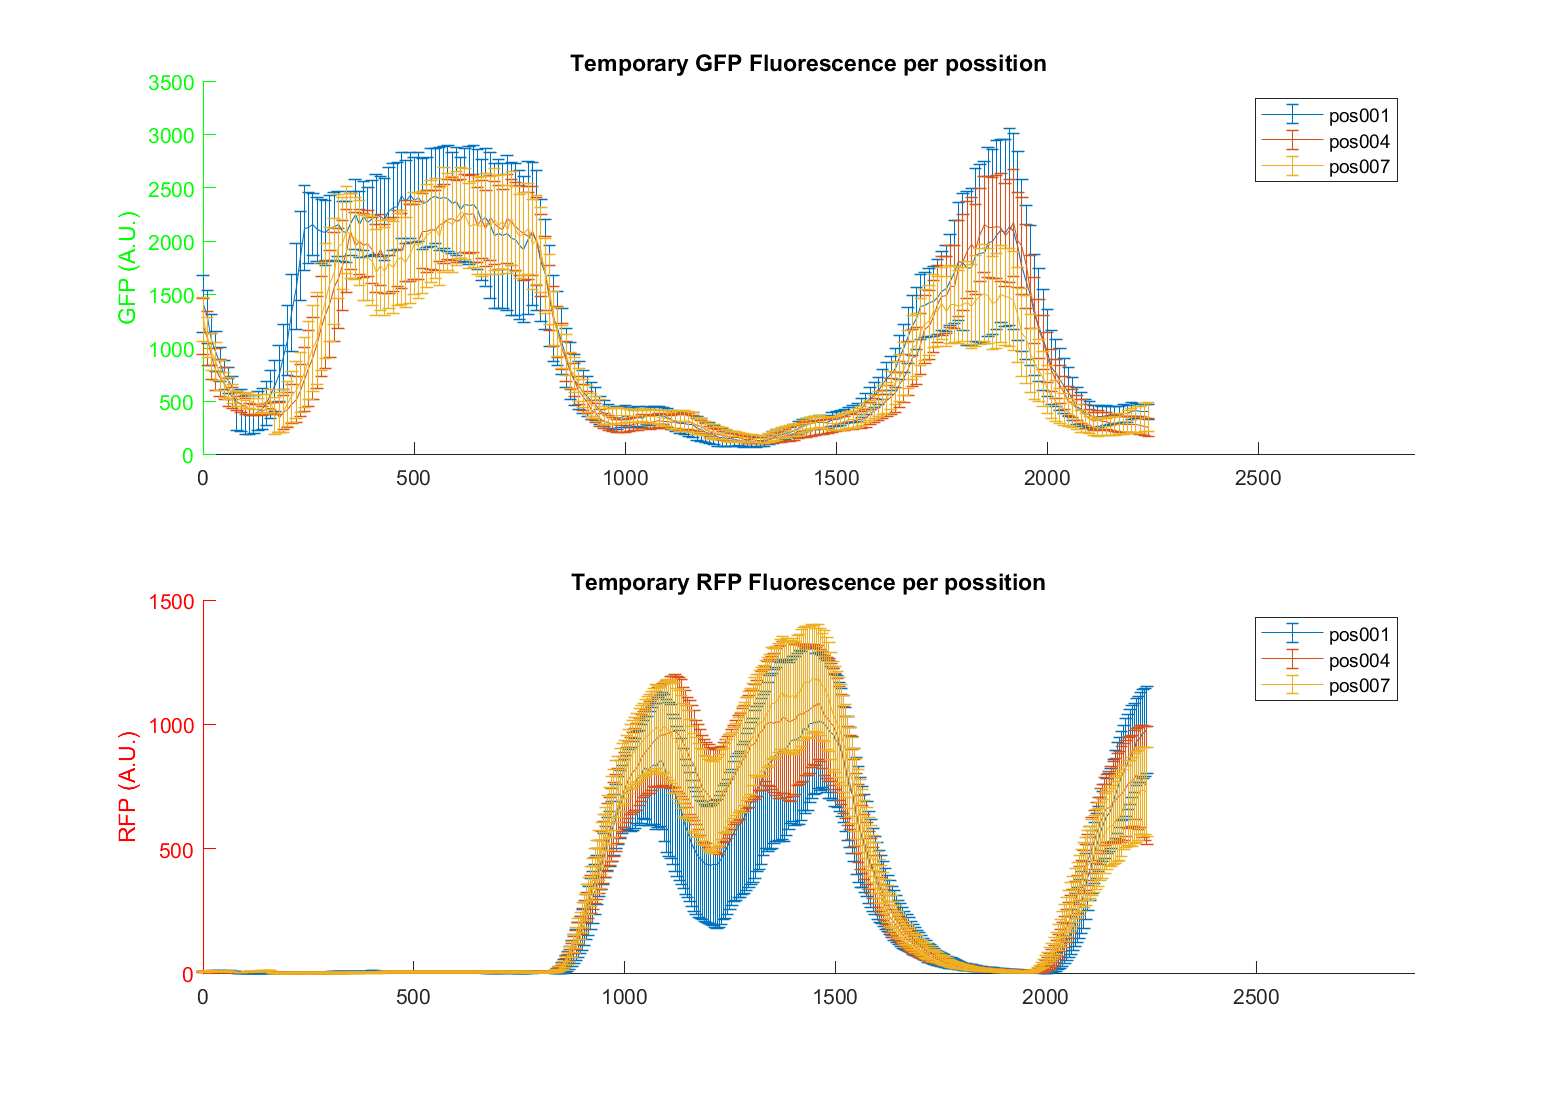 Temporary GFP Fluorescence per possition
3500
3000
2500
2000
1500
1000
500
0
GFP (A.U.)
pos001
pos004
pos007
0 500 1000 1500 2000 2500
Temporary RFP Fluorescence per possition
1500
1000
500
0
RFP (A.U.)
pos001
pos004
pos007
0 500 1000 1500 2000 2500